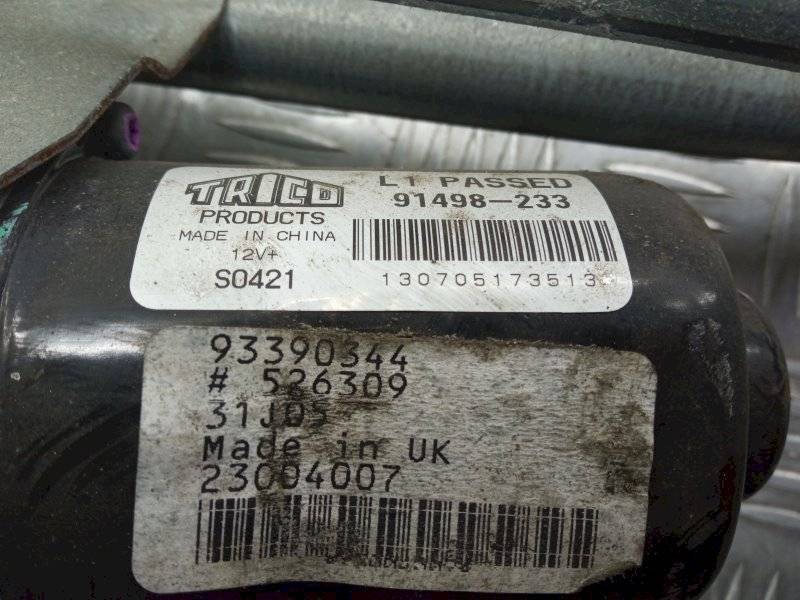 TRICO
PRODUCTS
MADE IN CHINA
12V+
S0421
L1 PASSED
91498-233
130705173513
93390344
# 526309
31J05
Made in UK
23004007